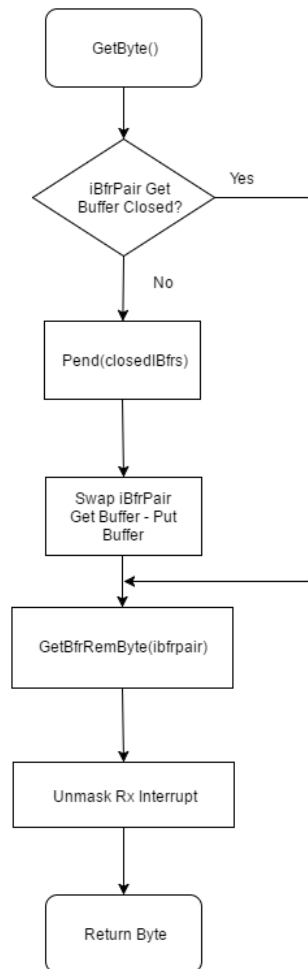 GetByte()
iBfrPair Get
Buffer Closed?
Yes
No
Pend(closedIBfrs)
Swap iBfrPair
Get Buffer - Put
Buffer
GetBfrRemByte(ibfrpair)
Unmask Rx Interrupt
Return Byte